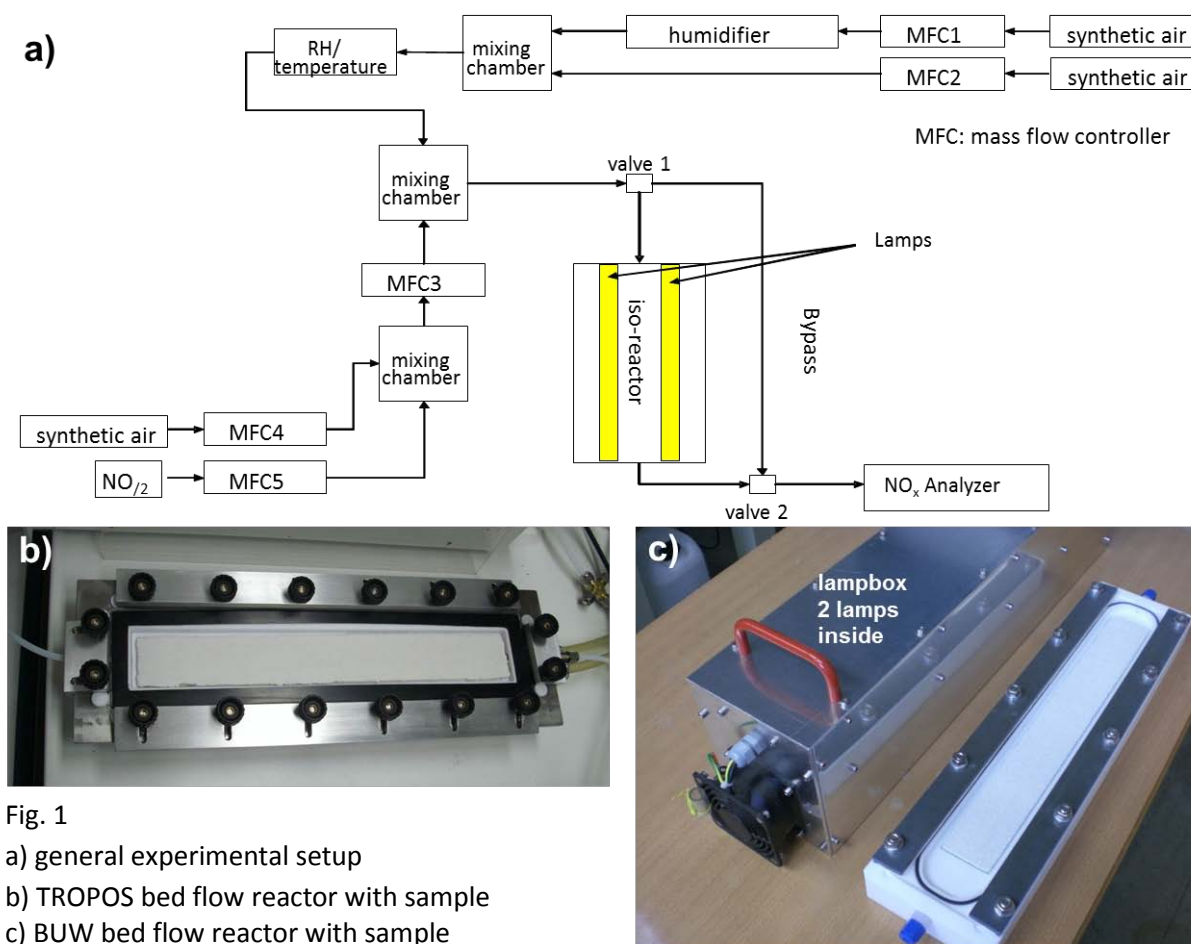 a)
RH/
temperature
mixing
chamber
humidifier
MFC1
synthetic air
MFC2
synthetic air
MFC: mass flow controller
mixing
chamber
valve 1
Lamps
MFC3
iso-reactor
Bypass
mixing
chamber
synthetic air
MFC4
NO/2
MFC5
valve 2
NOx Analyzer
b)
c)
lampbox
2 lamps
inside
Fig. 1
a) general experimental setup
b) TROPOS bed flow reactor with sample
c) BUW bed flow reactor with sample